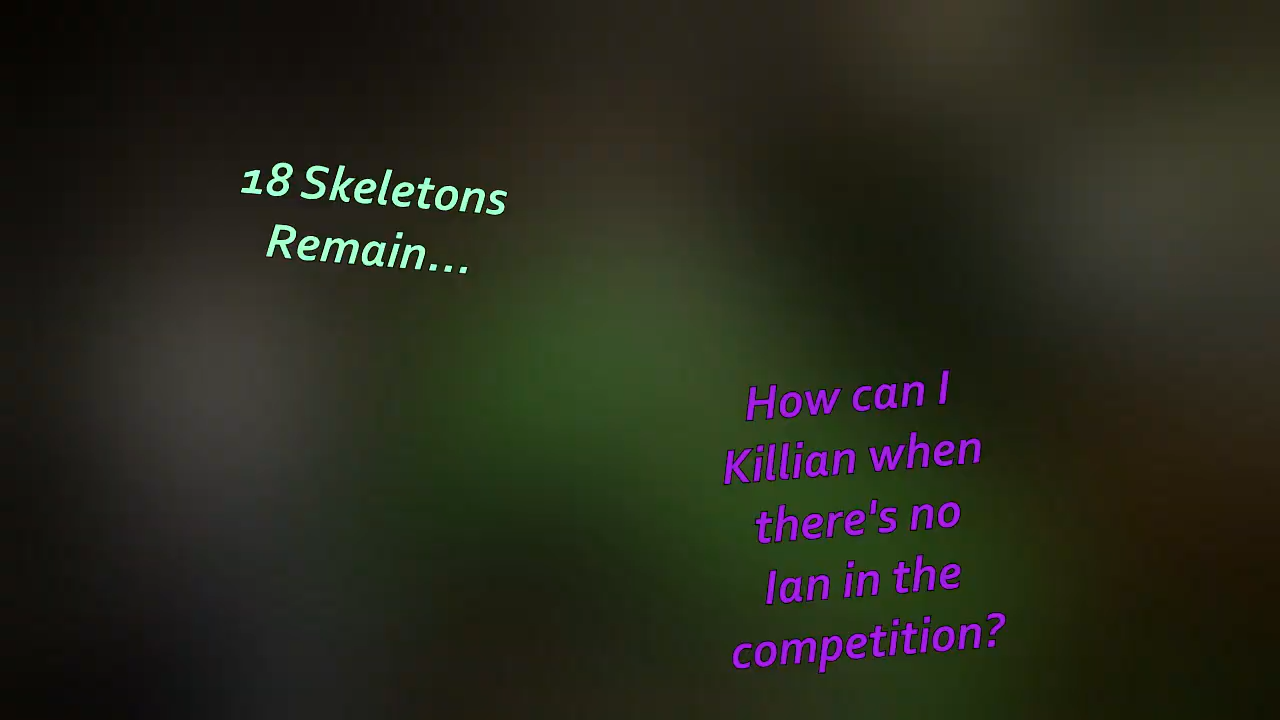 18 Skeletons
Remain...
How can I
Killian when
there's no
Ian in the
competition?